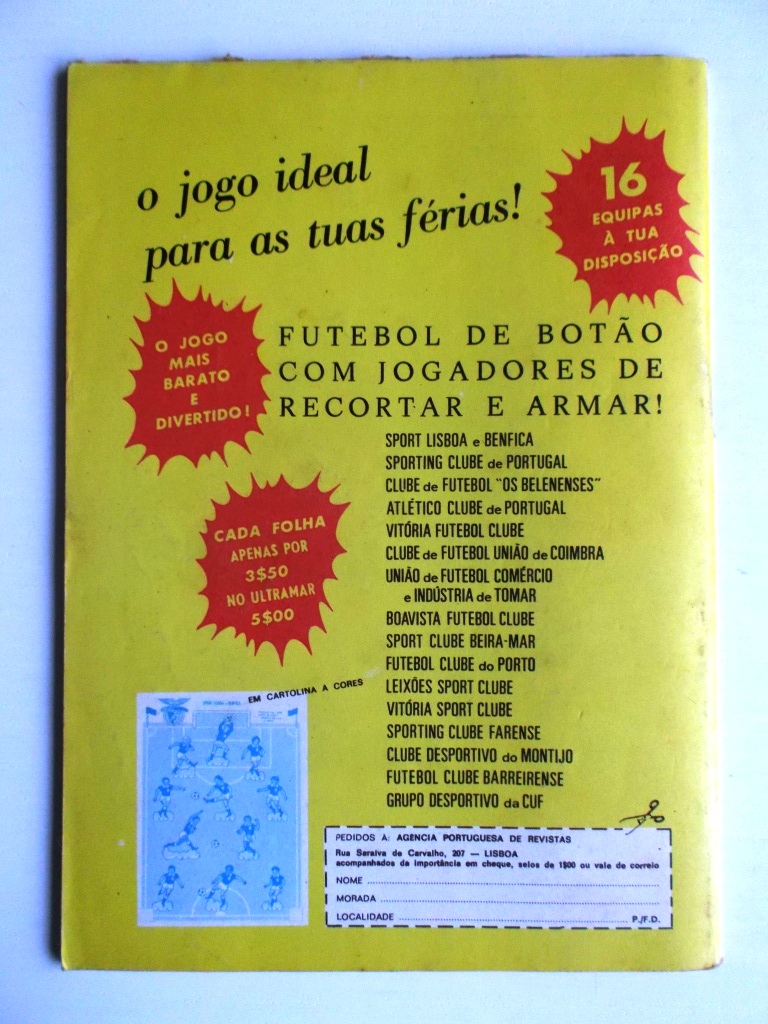 o jogo ideal
para as tuas férias!
16
EQUIPAS
À TUA
DISPOSIÇÃO
O JOGO
MAIS
BARATO
E
DIVERTIDO!
FUTEBOL DE BOTÃO
COM JOGADORES DE
RECORTAR E ARMAR!
CADA FOLHA
APENAS POR
3$50
NO ULTRAMAR
5$00
SPORT LISBOA e BENFICA
SPORTING CLUBE de PORTUGAL
CLUBE de FUTEBOL "OS BELENENSES"
ATLÉTICO CLUBE de PORTUGAL
VITÓRIA FUTEBOL CLUBE
CLUBE de FUTEBOL UNIÃO de COIMBRA
UNIÃO de FUTEBOL COMÉRCIO
e INDÚSTRIA de TOMAR
BOAVISTA FUTEBOL CLUBE
SPORT CLUBE BEIRA-MAR
FUTEBOL CLUBE do PORTO
LEIXÕES SPORT CLUBE
VITÓRIA SPORT CLUBE
SPORTING CLUBE FARENSE
CLUBE DESPORTIVO do MONTIJO
FUTEBOL CLUBE BARREIRENSE
GRUPO DESPORTIVO da CUF
EM CARTOLINA A CORES
PEDIDOS À: AGENCIA PORTUGUESA DE REVISTAS
Rua Saraiva de Carvalho, 207 — LISBOA
acompanhados da importância em cheque, selos de 1$00 ou vale de correio
NOME
MORADA
LOCALIDADE P./F.D.